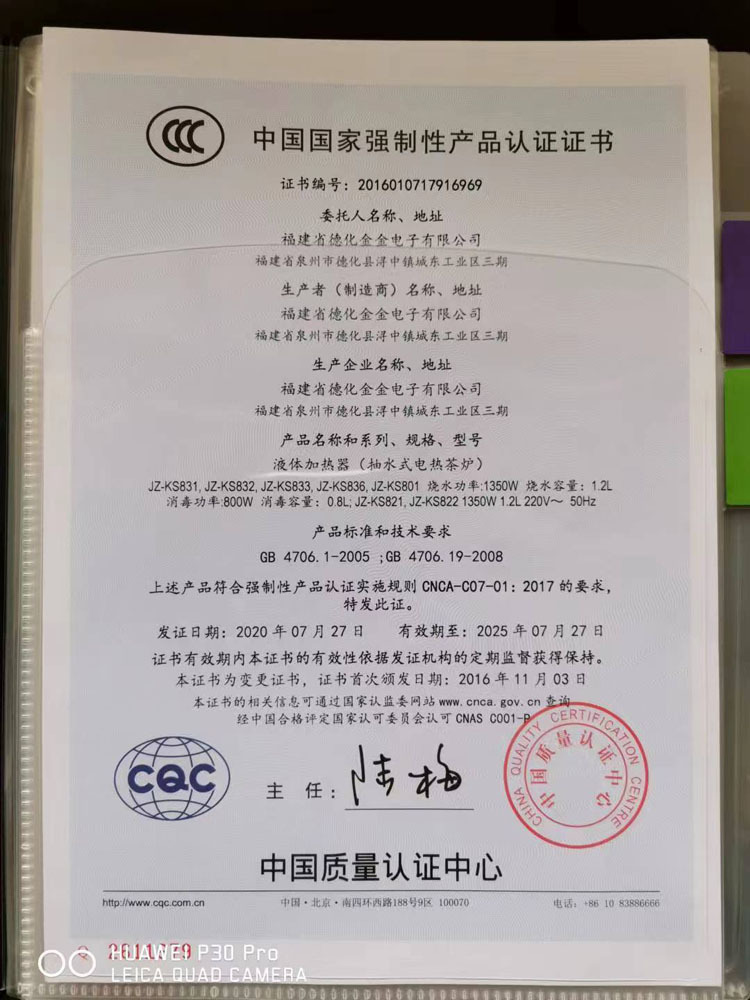 中国国家强制性产品认证证书
证书编号：2016010717916969
委托人名称、地址
福建省德化金金电子有限公司
福建省泉州市德化县浔中镇城东工业区三期
生产者（制造商）名称、地址
福建省德化金金电子有限公司
福建省泉州市德化县浔中镇城东工业区三期
生产企业名称、地址
福建省德化金金电子有限公司
福建省泉州市德化县浔中镇城东工业区三期
产品名称和系列、规格、型号
液体加热器（抽水式电热茶炉）
JZ-KS831, JZ-KS832, JZ-KS833, JZ-KS836, JZ-KS801 烧水功率:1350W 烧水容量：1.2L
消毒功率:800W 消毒容量：0.8L; JZ-KS821, JZ-KS822 1350W 1.2L 220V～ 50Hz
产品标准和技术要求
GB 4706.1-2005 ;GB 4706.19-2008
上述产品符合强制性产品认证实施规则 CNCA-C07-01：2017 的要求，
特发此证。
发证日期：2020 年 07 月 27 日 有效期至：2025 年 07 月 27 日
证书有效期内本证书的有效性依据发证机构的定期监督获得保持。
本证书为变更证书，证书首次颁发日期：2016 年 11 月 03 日
本证书的相关信息可通过国家认监委网站 www.cnca.gov.cn 查询
经中国合格评定国家认可委员会认可 CNAS C001-P
CHINA QUALITY CERTIFICATION CENTRE
中国质量认证中心
CQC
主 任：陆梅
中国质量认证中心
http://www.cqc.com.cn 中国·北京·南四环西路188号9区 100070 电话：+86 10 83886666
HUAWEI P30 Pro
LEICA QUAD CAMERA